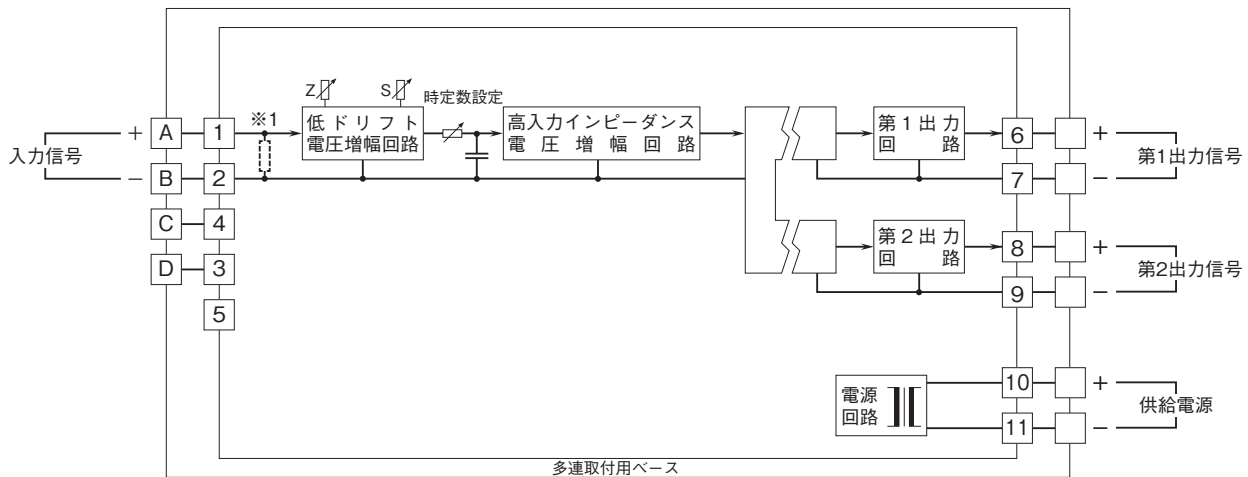 ※1
Z
S
時定数設定
低ドリフト
電圧増幅回路
高入力インピーダンス
電圧増幅回路
第1出力
回路
第2出力
回路
入力信号
+
−
A
1
B
2
C
4
D
3
5
6
+
7
−
第1出力信号
8
+
9
−
第2出力信号
電源
回路
10
+
11
−
供給電源
多連取付用ベース